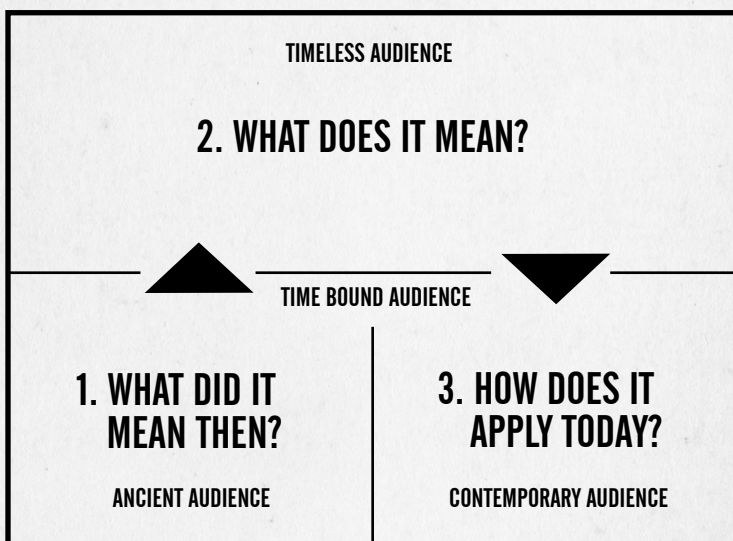 TIMELESS AUDIENCE
2. WHAT DOES IT MEAN?
TIME BOUND AUDIENCE
1. WHAT DID IT
MEAN THEN?
ANCIENT AUDIENCE
3. HOW DOES IT
APPLY TODAY?
CONTEMPORARY AUDIENCE